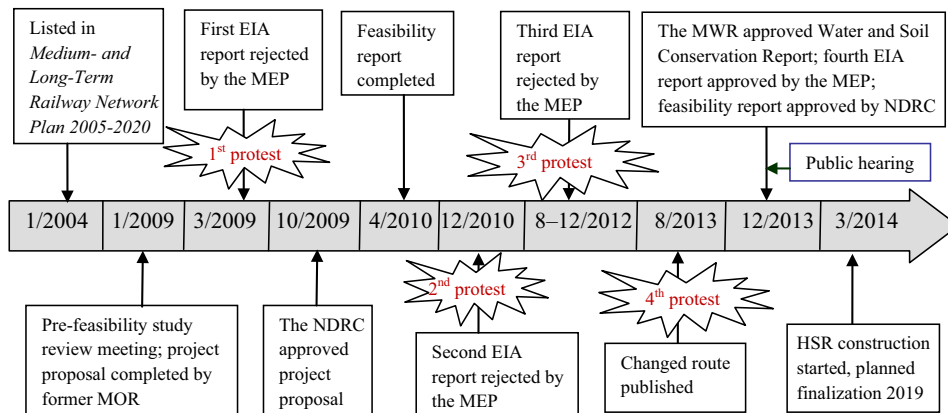 Listed in
Medium- and
Long-Term
Railway Network
Plan 2005-2020
First EIA
report rejected
by the MEP
Feasibility
report
completed
Third EIA
report
rejected by
the MEP
The MWR approved Water and Soil
Conservation Report; fourth EIA
report approved by the MEP;
feasibility report approved by NDRC
1st protest
3rd protest
Public hearing
1/2004
1/2009
3/2009
10/2009
4/2010
12/2010
8–12/2012
8/2013
12/2013
3/2014
2nd protest
4th protest
Pre-feasibility study
review meeting; project
proposal completed by
former MOR
The NDRC
approved
project
proposal
Second EIA
report rejected by the
MEP
Changed route
published
HSR construction
started, planned
finalization 2019